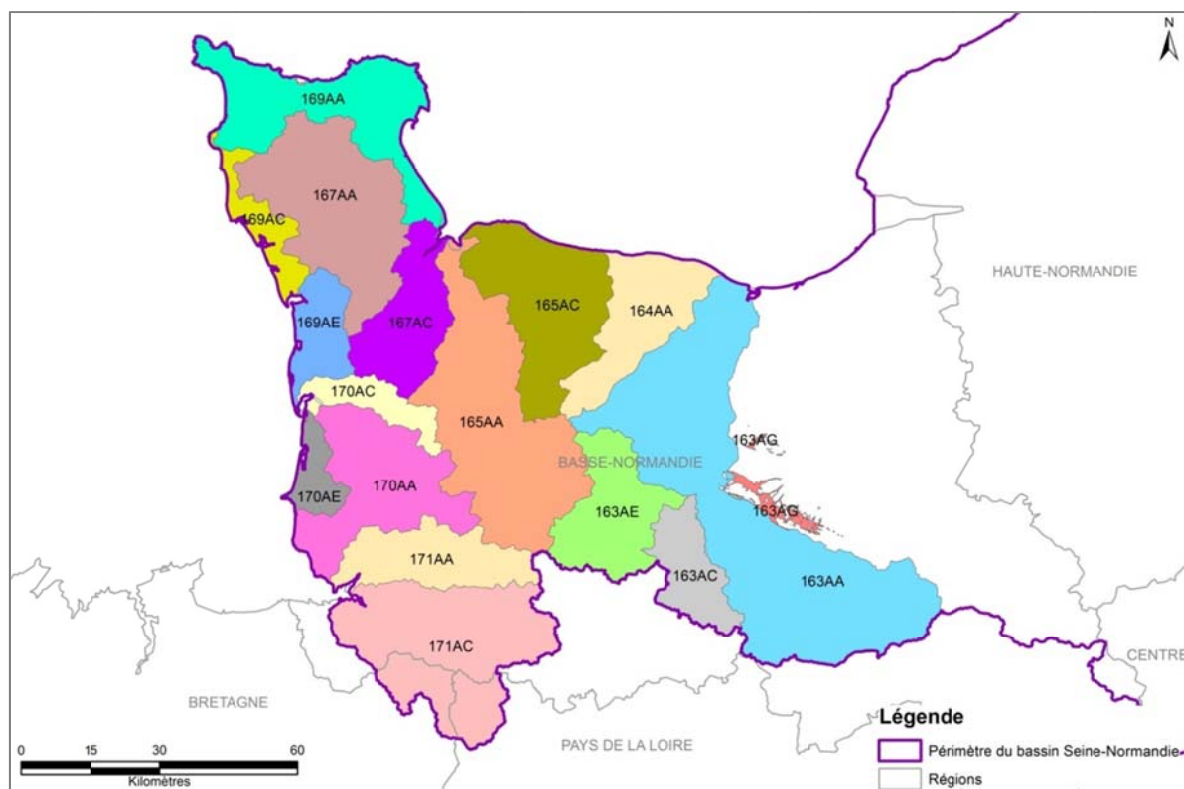 N
169AA
167AA
169AC
HAUTE-NORMANDIE
165AC
164AA
169AE
167AC
170AC
165AA
163AG
BASSE-NORMANDIE
170AA
170AE
163AE
163AG
171AA
163AC
163AA
171AC
CENTRE
BRETAGNE
PAYS DE LA LOIRE
Légende
Périmètre du bassin Seine-Normandie
Régions
0 15 30 60
Kilomètres